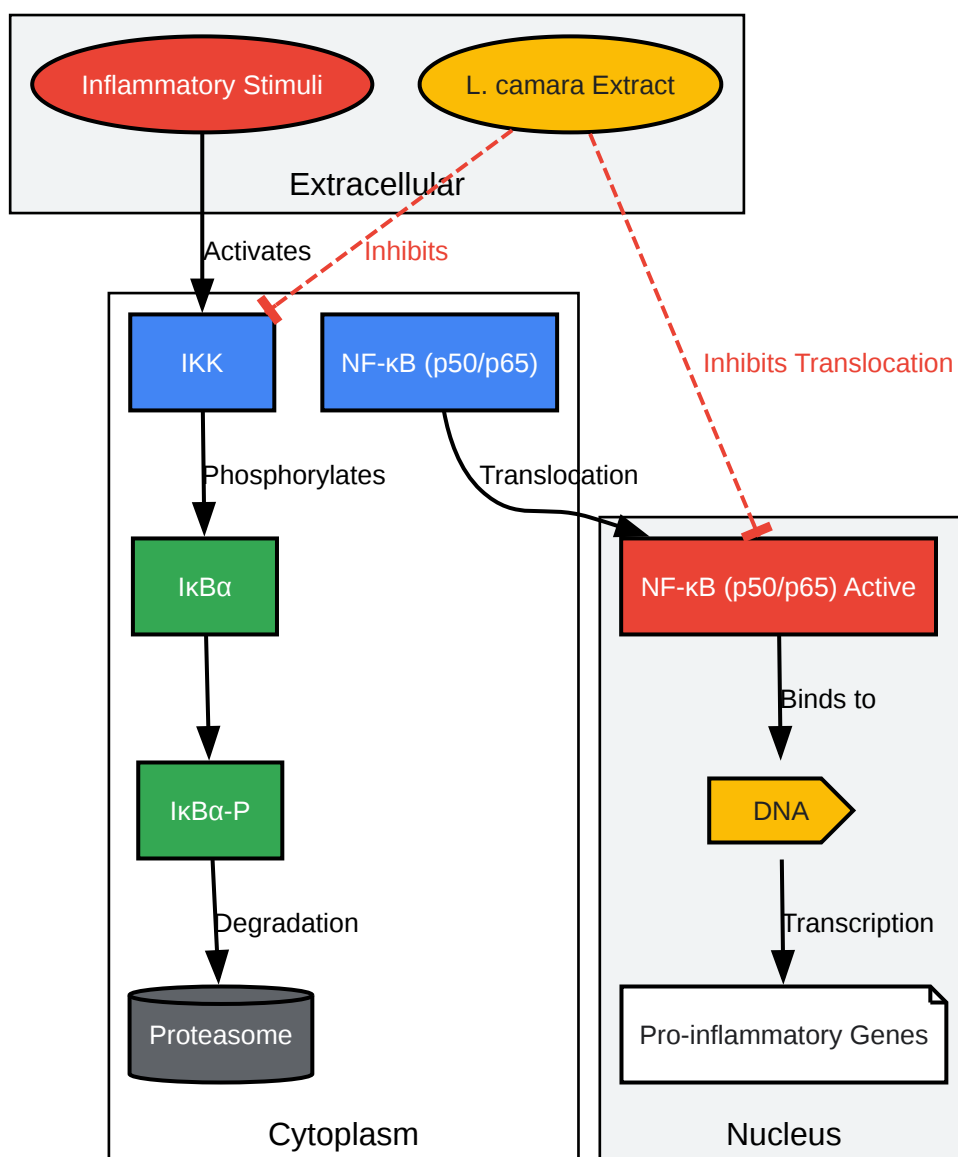 Inflammatory Stimuli
L. camara Extract
Extracellular
Activates
Inhibits
IKK
NF-κB (p50/p65)
Inhibits Translocation
Phosphorylates
Translocation
IκBα
NF-κB (p50/p65) Active
Binds to
IκBα-P
DNA
Degradation
Transcription
Proteasome
Pro-inflammatory Genes
Cytoplasm
Nucleus